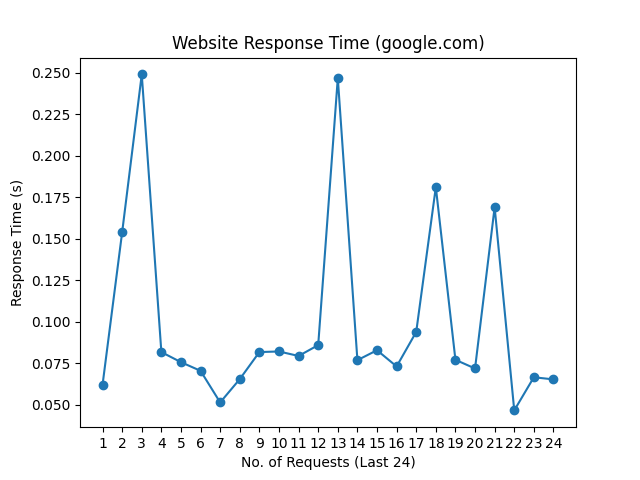 Website Response Time (google.com)
0.250
0.225
0.200
0.175
0.150
0.125
0.100
0.075
0.050
Response Time (s)
1 2 3 4 5 6 7 8 9 10 11 12 13 14 15 16 17 18 19 20 21 22 23 24
No. of Requests (Last 24)